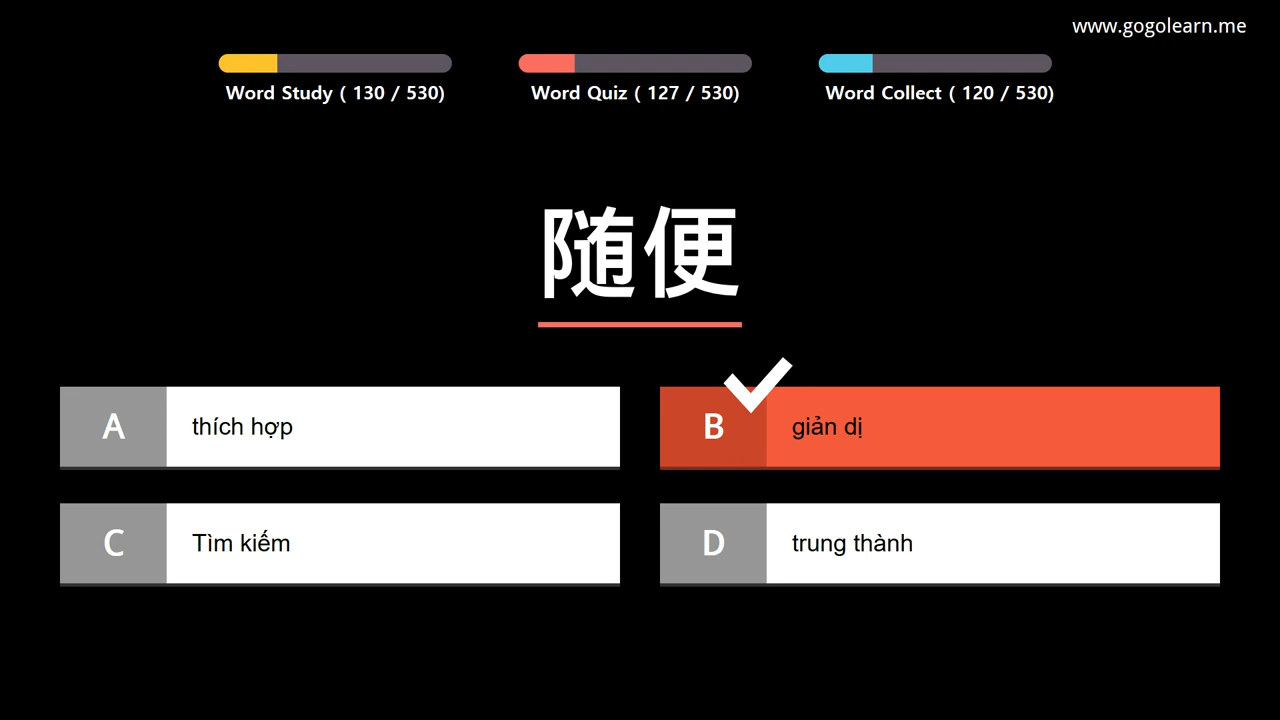 www.gogolearn.me
Word Study ( 130 / 530)
Word Quiz ( 127 / 530)
Word Collect ( 120 / 530)
随便
A
thích hợp
B
giản dị
C
Tìm kiếm
D
trung thành